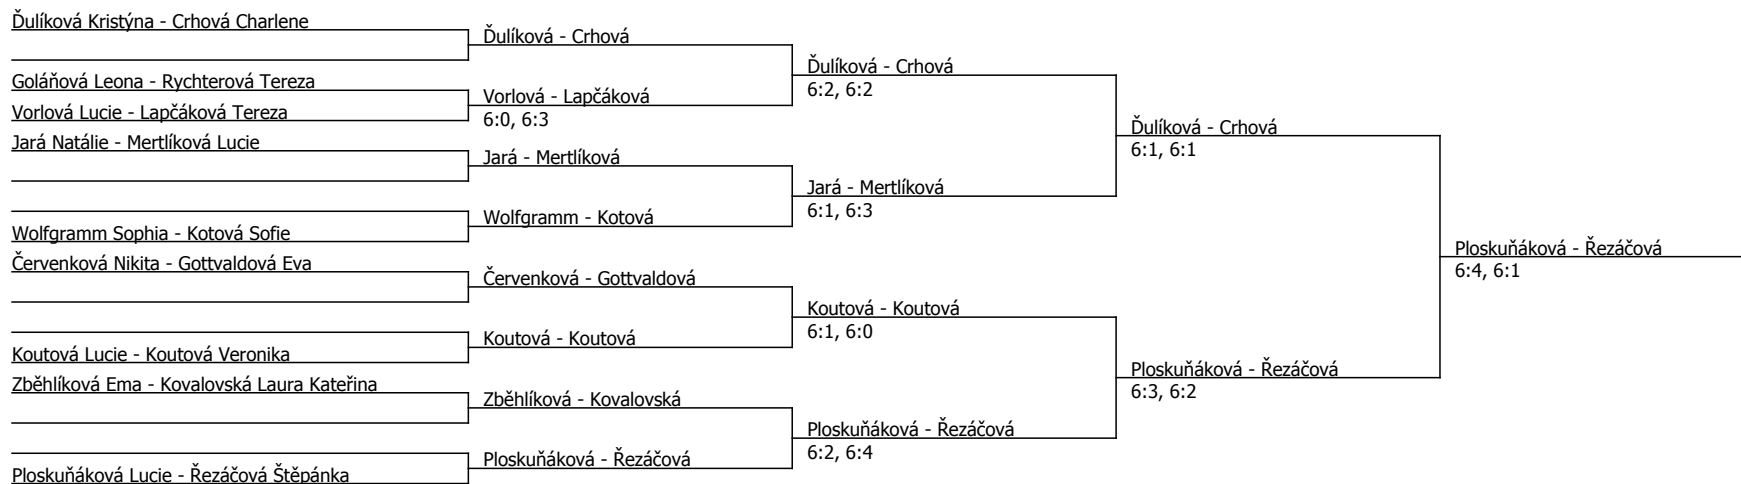 Ďulíková Kristýna - Crhová Charlene
Goláňová Leona - Rychterová Tereza
Vorlová Lucie - Lapčáková Tereza
Jará Natálie - Mertlíková Lucie
Wolfgramm Sophia - Kotová Sofie
Červenková Nikita - Gottvaldová Eva
Koutová Lucie - Koutová Veronika
Zběhlíková Ema - Kovalovská Laura Kateřina
Ploskuňáková Lucie - Řezáčová Štěpánka
Ďulíková - Crhová
Vorlová - Lapčáková
6:0, 6:3
Jará - Mertlíková
Wolfgramm - Kotová
Červenková - Gottvaldová
Koutová - Koutová
Zběhlíková - Kovalovská
Ploskuňáková - Řezáčová
Ďulíková - Crhová
6:2, 6:2
Jará - Mertlíková
6:1, 6:3
Koutová - Koutová
6:1, 6:0
Ploskuňáková - Řezáčová
6:2, 6:4
Ďulíková - Crhová
6:1, 6:1
Ploskuňáková - Řezáčová
6:3, 6:2
Ploskuňáková - Řezáčová
6:4, 6:1